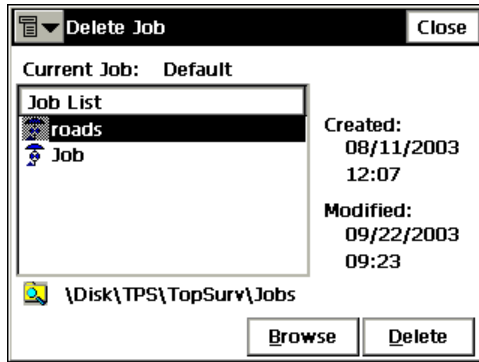 Delete Job
Close
Current Job: Default
Job List
roads
Job
Created:
08/11/2003
12:07
Modified:
09/22/2003
09:23
\Disk\TPS\TopSurv\Jobs
Browse
Delete